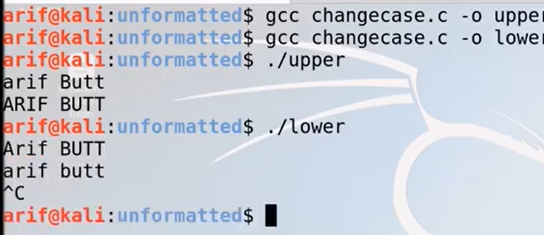 arif@kali:unformatted$ gcc changecase.c -o upper
arif@kali:unformatted$ gcc changecase.c -o lower
arif@kali:unformatted$ ./upper
arif Butt
ARIF BUTT
arif@kali:unformatted$ ./lower
Arif BUTT
arif butt
^C
arif@kali:unformatted$